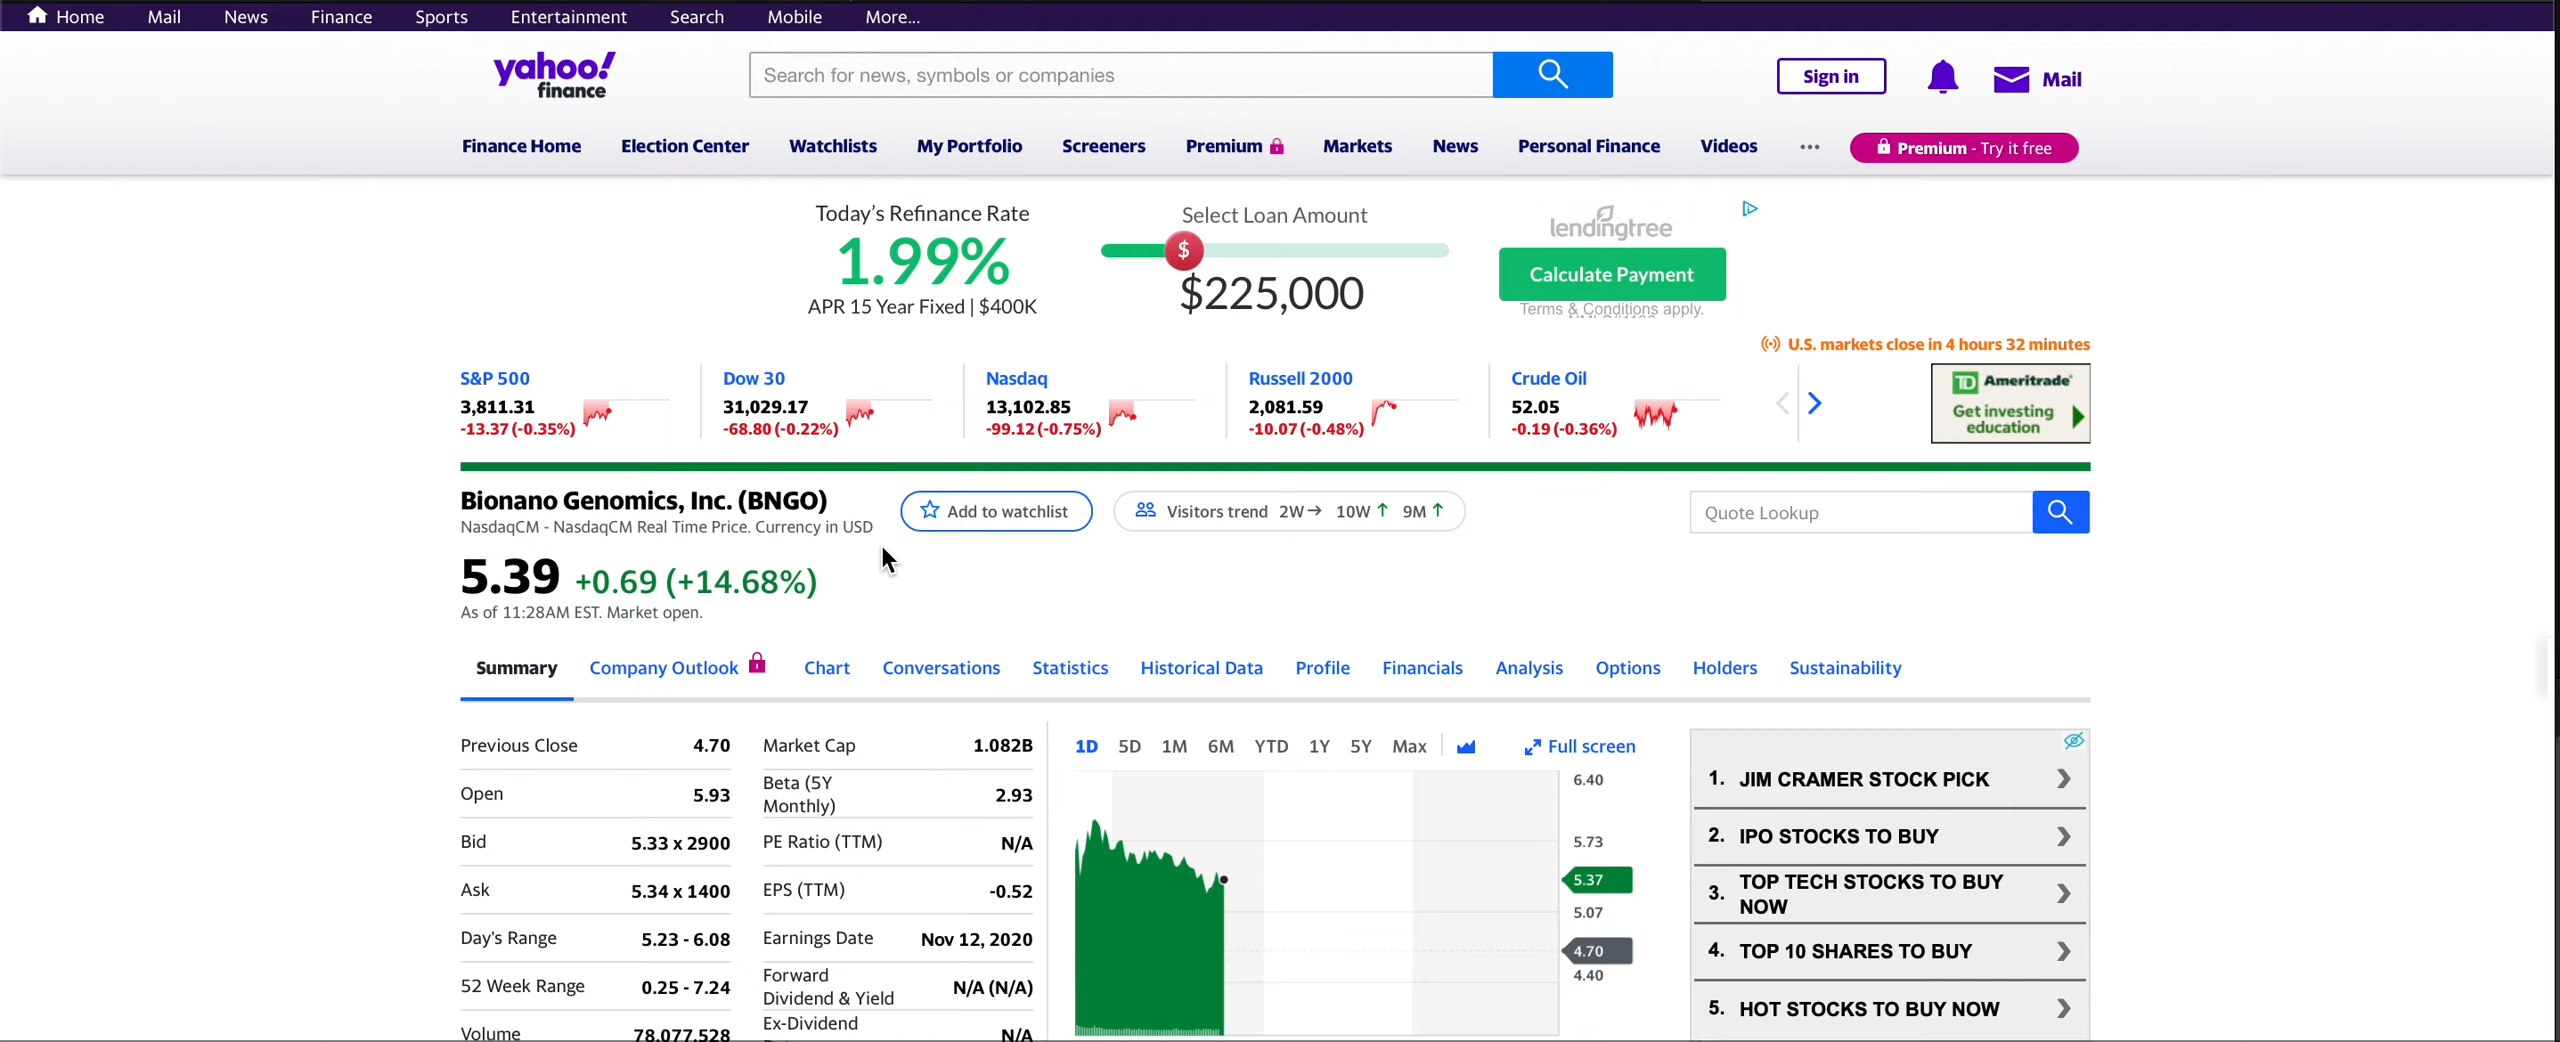 Home Mail News Finance Sports Entertainment Search Mobile More...
yahoo!
finance
Search for news, symbols or companies
Sign in
Mail
Finance Home Election Center Watchlists My Portfolio Screeners Premium Markets News Personal Finance Videos ••• Premium - Try it free
Today's Refinance Rate
1.99%
APR 15 Year Fixed | $400K
Select Loan Amount
$
$225,000
lendingtree
Calculate Payment
Terms & Conditions apply.
U.S. markets close in 4 hours 32 minutes
S&P 500
3,811.31
-13.37 (-0.35%)
Dow 30
31,029.17
-68.80 (-0.22%)
Nasdaq
13,102.85
-99.12 (-0.75%)
Russell 2000
2,081.59
-10.07 (-0.48%)
Crude Oil
52.05
-0.19 (-0.36%)
TD Ameritrade
Get investing
education
Bionano Genomics, Inc. (BNGO)
NasdaqCM - NasdaqCM Real Time Price. Currency in USD
Add to watchlist
Visitors trend 2W→ 10W↑ 9M↑
Quote Lookup
5.39 +0.69 (+14.68%)
As of 11:28AM EST. Market open.
Summary Company Outlook Chart Conversations Statistics Historical Data Profile Financials Analysis Options Holders Sustainability
Previous Close 4.70
Open 5.93
Bid 5.33 x 2900
Ask 5.34 x 1400
Day's Range 5.23 - 6.08
52 Week Range 0.25 - 7.24
Volume 78,077,528
Market Cap 1.082B
Beta (5Y
Monthly) 2.93
PE Ratio (TTM) N/A
EPS (TTM) -0.52
Earnings Date Nov 12, 2020
Forward
Dividend & Yield N/A (N/A)
Ex-Dividend
N/A
1D 5D 1M 6M YTD 1Y 5Y Max Full screen
6.40
5.73
5.37
5.07
4.70
4.40
1. JIM CRAMER STOCK PICK
2. IPO STOCKS TO BUY
3. TOP TECH STOCKS TO BUY
NOW
4. TOP 10 SHARES TO BUY
5. HOT STOCKS TO BUY NOW